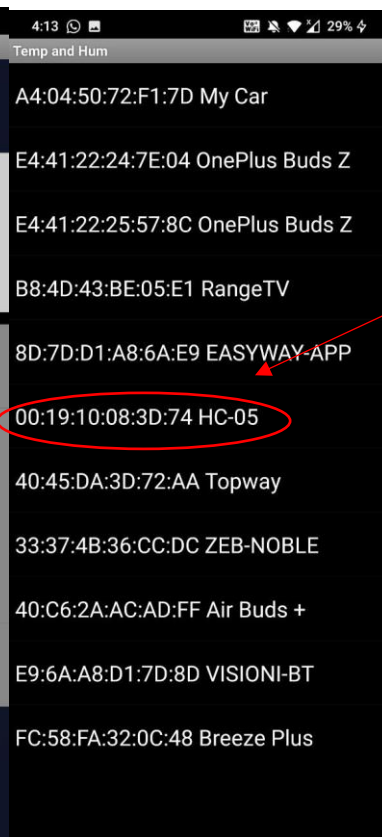 4:13 29%
Temp and Hum
A4:04:50:72:F1:7D My Car
E4:41:22:24:7E:04 OnePlus Buds Z
E4:41:22:25:57:8C OnePlus Buds Z
B8:4D:43:BE:05:E1 RangeTV
8D:7D:D1:A8:6A:E9 EASYWAY-APP
00:19:10:08:3D:74 HC-05
40:45:DA:3D:72:AA Topway
33:37:4B:36:CC:DC ZEB-NOBLE
40:C6:2A:AC:AD:FF Air Buds +
E9:6A:A8:D1:7D:8D VISIONI-BT
FC:58:FA:32:0C:48 Breeze Plus